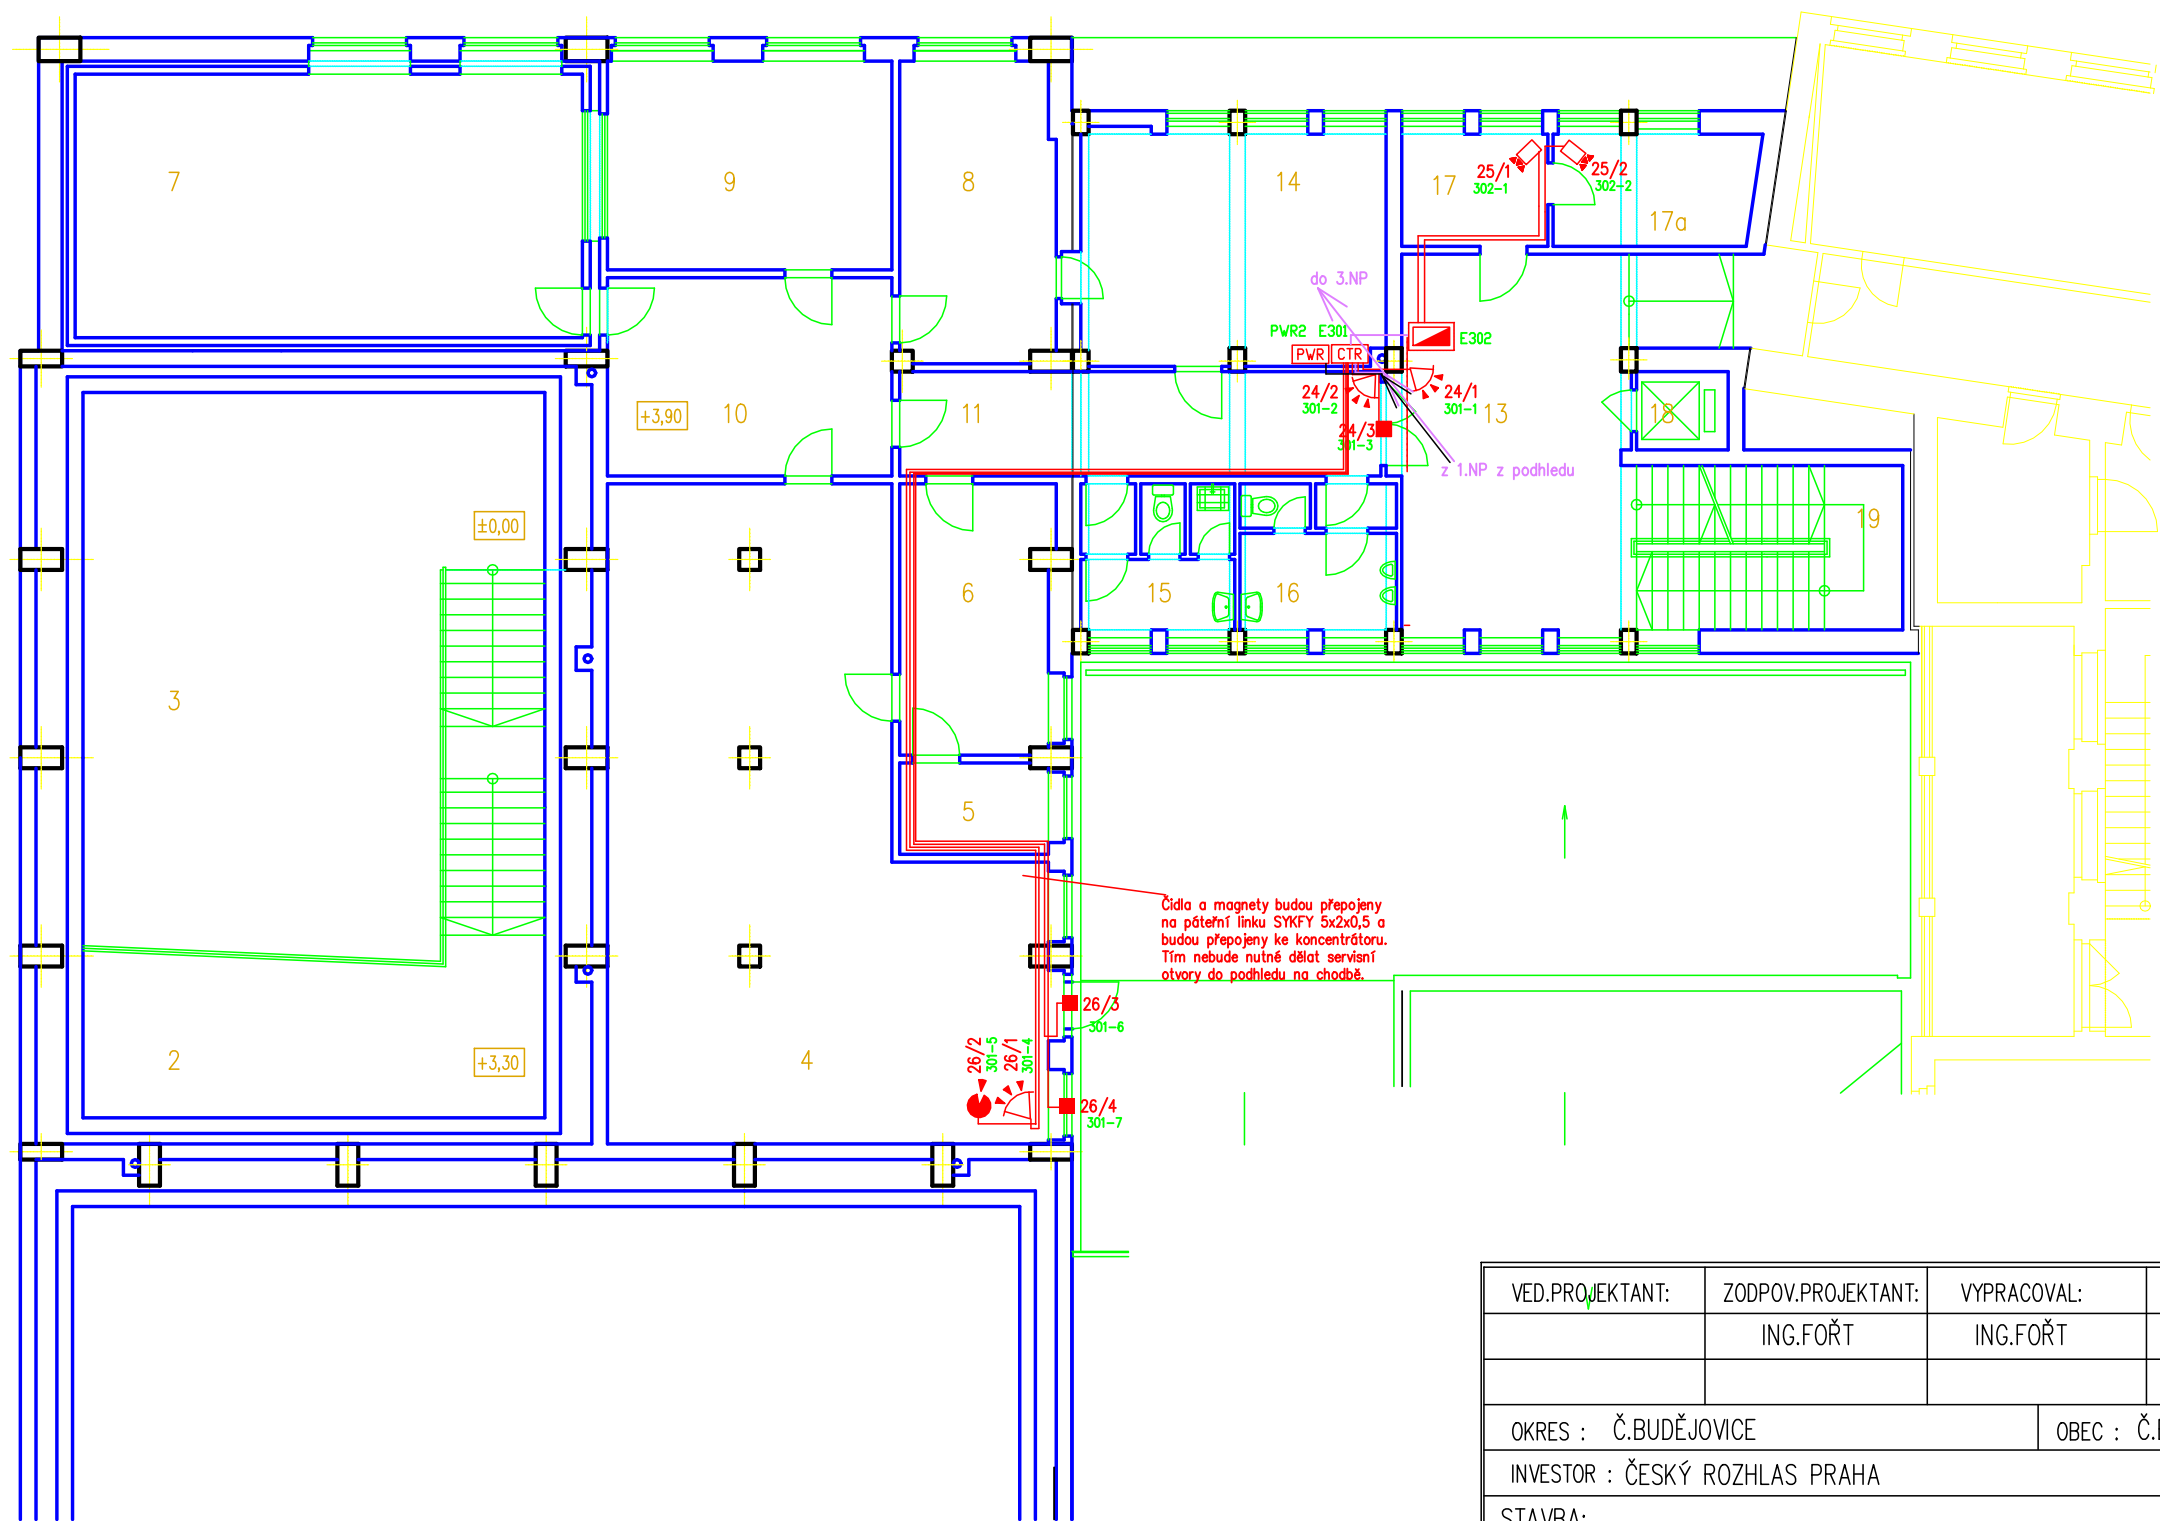 7
9
8
14
17
25/1
302-1
25/2
302-2
17a
do 3.NP
PWR2 E301
E302
PWR
CTR
24/2
301-2
24/1
301-1
24/3
301-3
+3,90
10
11
13
18
z 1.NP z podhledu
±0,00
19
6
15
16
3
5
Čidla a magnety budou přepojeny
na páteřní linku SYKFY 5x2x0,5 a
budou přepojeny ke koncentrátoru.
Tím nebude nutné dělat servisní
otvory do podhledu na chodbě.
26/3
301-6
2
+3,30
4
26/2
301-5
26/1
301-4
26/4
301-7
VED.PROJEKTANT: ZODPOV.PROJEKTANT: VYPRACOVAL:
ING.FOŘT ING.FOŘT
OKRES : Č.BUDĚJOVICE OBEC : Č.
INVESTOR : ČESKÝ ROZHLAS PRAHA
STAVBA: